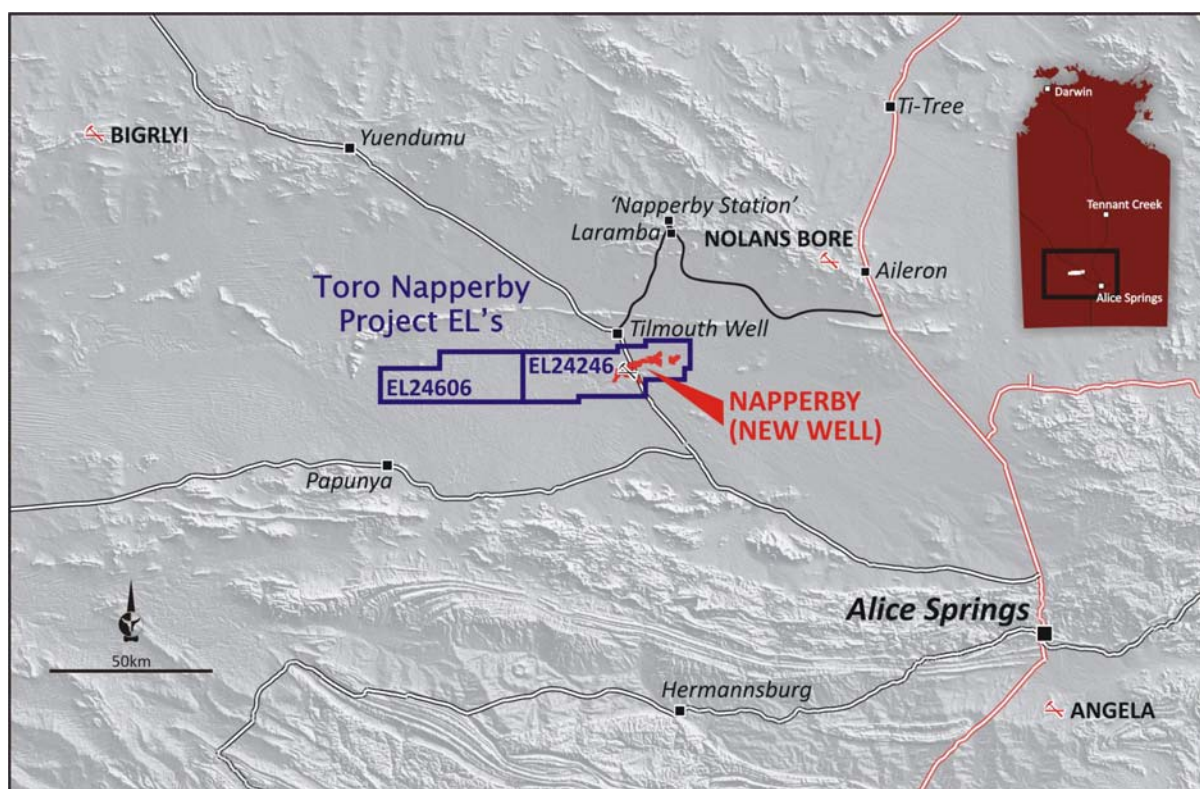 Darwin
Ti-Tree
BIGRLYI
Yuendumu
Tennant Creek
'Napperby Station'
Laramba
NOLANS BORE
Aileron
Alice Springs
Toro Napperby
Project EL's
Tilmouth Well
EL24606
EL24246
NAPPERBY
(NEW WELL)
Papunya
Alice Springs
50km
Hermannsburg
ANGELA